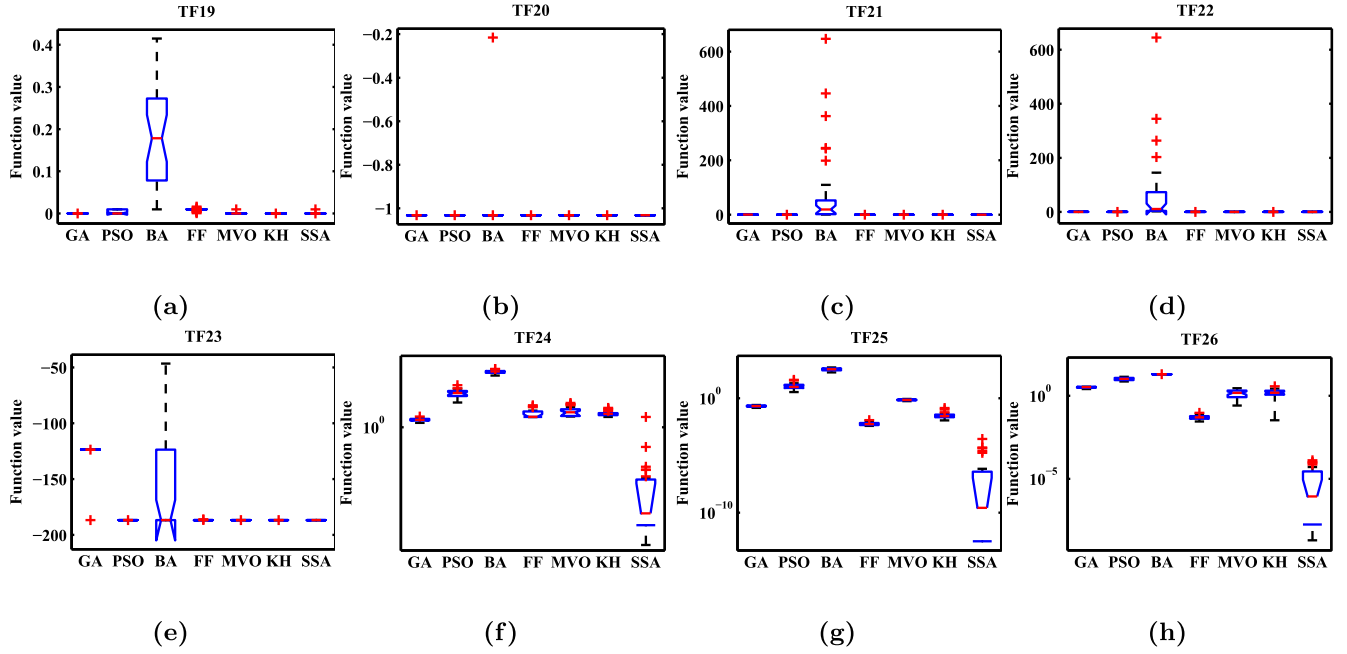 TF19
TF20
TF21
TF22
Function value
0.4
0.3
0.2
0.1
0
GA PSO BA FF MVO KH SSA
Function value
−0.2
−0.4
−0.6
−0.8
−1
GA PSO BA FF MVO KH SSA
Function value
600
400
200
0
GA PSO BA FF MVO KH SSA
Function value
600
400
200
0
GA PSO BA FF MVO KH SSA
(a)
(b)
(c)
(d)
TF23
TF24
TF25
TF26
Function value
−50
−100
−150
−200
GA PSO BA FF MVO KH SSA
Function value
10^0
GA PSO BA FF MVO KH SSA
Function value
10^0
10^−10
GA PSO BA FF MVO KH SSA
Function value
10^0
10^−5
GA PSO BA FF MVO KH SSA
(e)
(f)
(g)
(h)